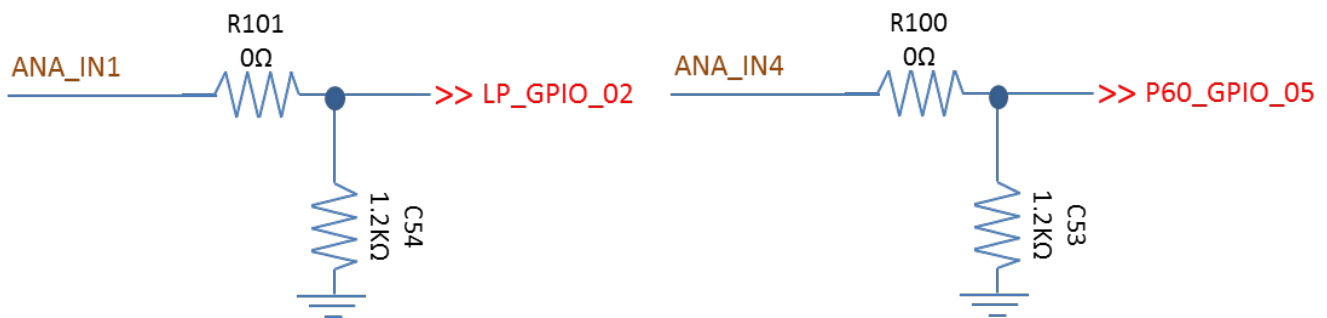 R101
0Ω
ANA_IN1
>> LP_GPIO_02
C54
1.2KΩ
R100
0Ω
ANA_IN4
>> P60_GPIO_05
C53
1.2KΩ